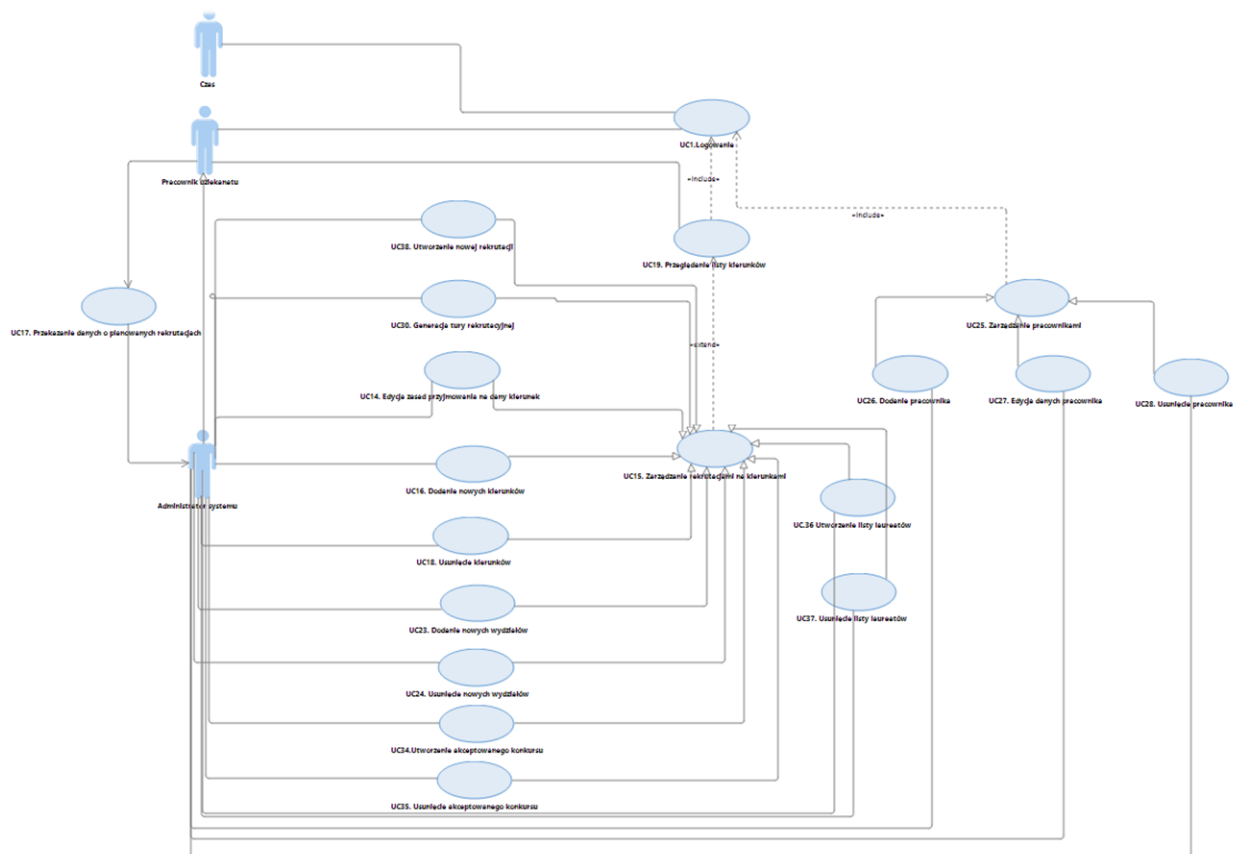 Czas
UC1.Logowanie
Pracownik dziekanatu
«include»
«include»
UC38. Utworzenie nowej rekrutacji
UC19. Przeglądanie listy kierunków
UC17. Przekazanie danych o planowanych rekrutacjach
UC30. Generacja tury rekrutacyjnej
UC25. Zarządzanie pracownikami
«extend»
UC14. Edycja zasad przyjmowania na dany kierunek
UC26. Dodanie pracownika
UC27. Edycja danych pracownika
UC28. Usunięcie pracownika
UC15. Zarządzanie rekrutacjami na kierunkami
UC16. Dodanie nowych kierunków
Administrator systemu
UC.36 Utworzenie listy laureatów
UC18. Usunięcie kierunków
UC37. Usunięcie listy laureatów
UC23. Dodanie nowych wydziałów
UC24. Usunięcie nowych wydziałów
UC34.Utworzenie akceptowanego konkursu
UC35. Usunięcie akceptowanego konkursu